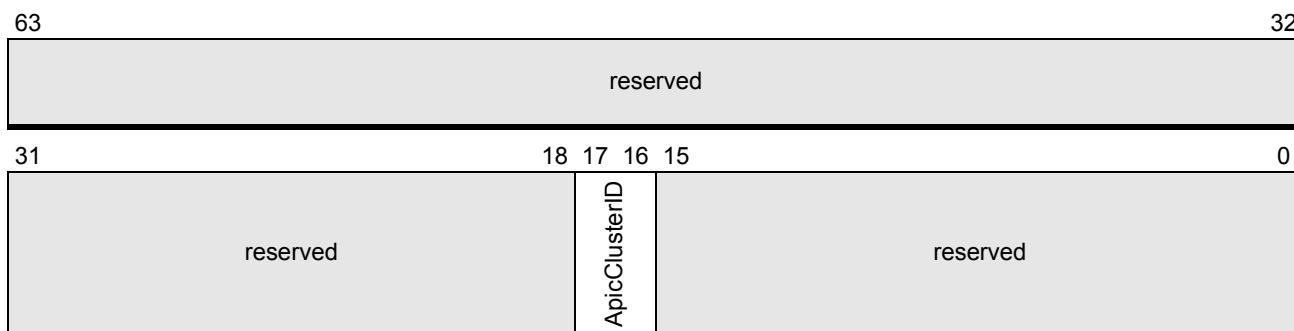 63 32
reserved
31 18 17 16 15 0
reserved ApicClusterID reserved